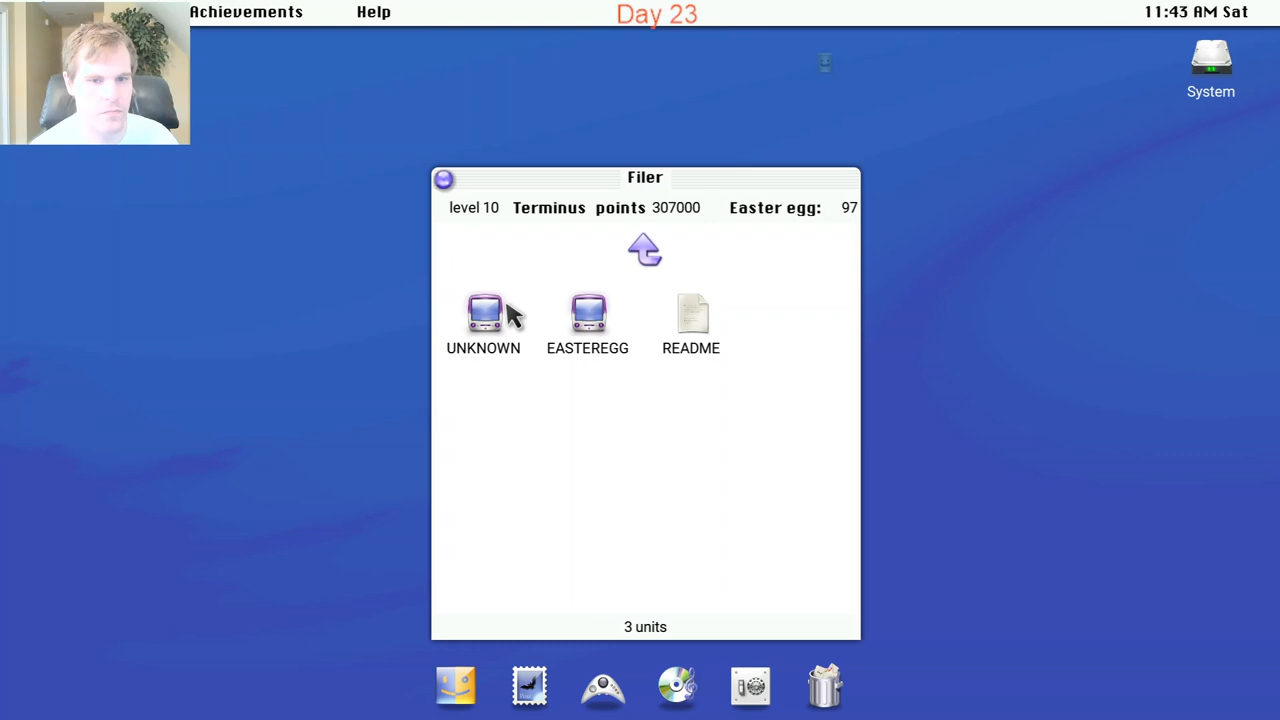 Achievements Help Day 23 11:43 AM Sat
System
Filer
level 10 Terminus points 307000 Easter egg: 97
UNKNOWN EASTEREGG README
3 units